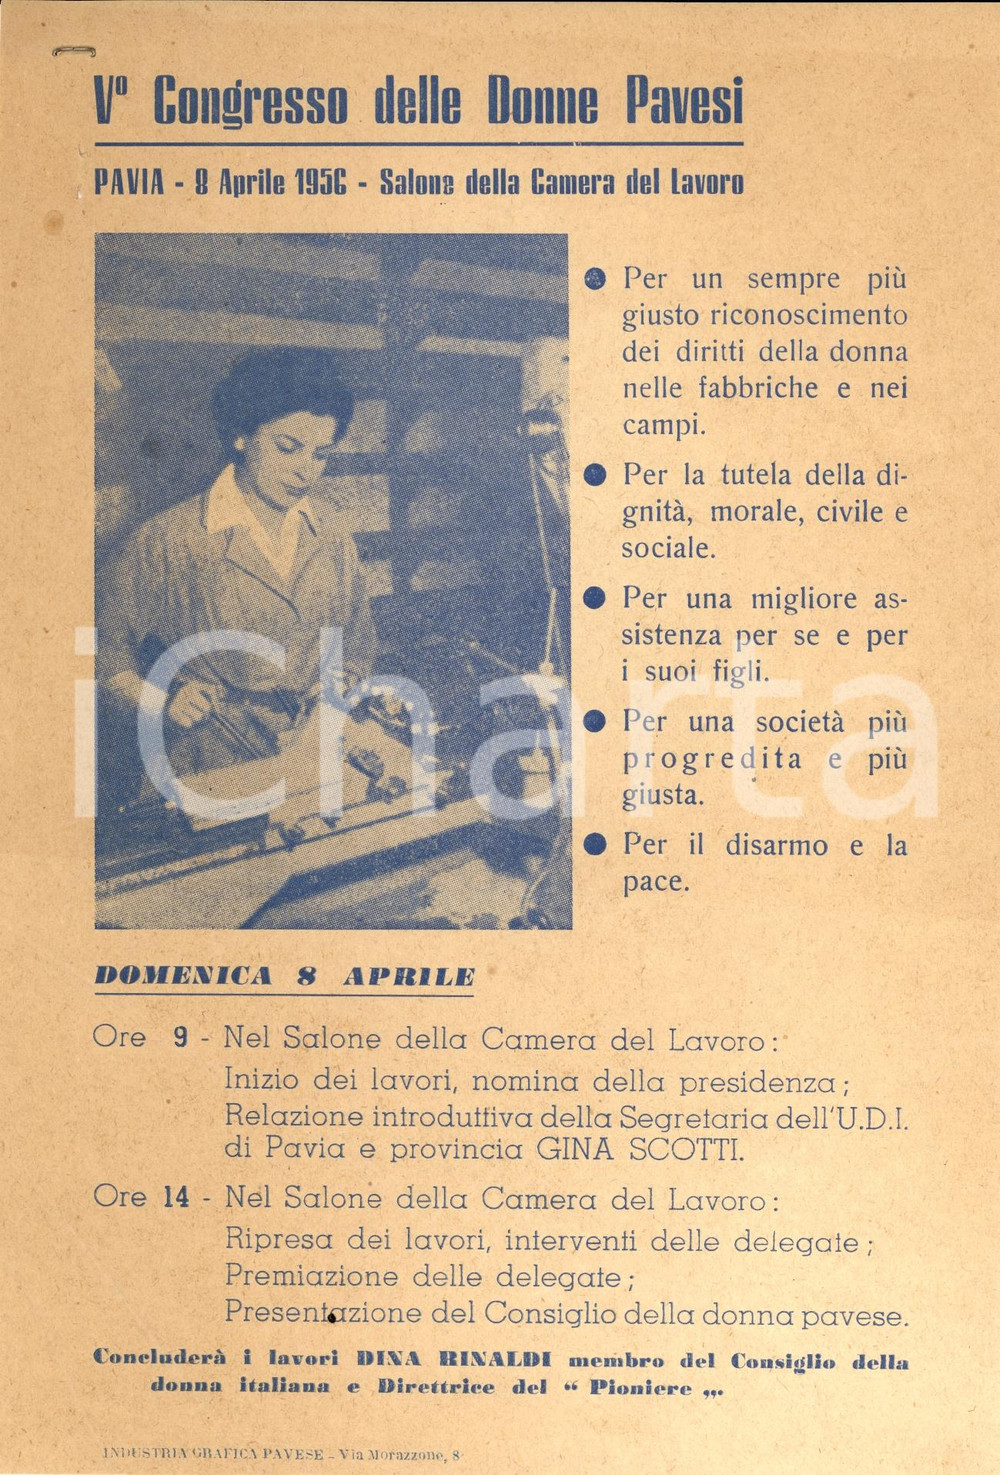 Vº Congresso delle Donne Pavesi
PAVIA - 8 Aprile 1956 - Salone della Camera del Lavoro
● Per un sempre più
giusto riconoscimento
dei diritti della donna
nelle fabbriche e nei
campi.
● Per la tutela della di-
gnità, morale, civile e
sociale.
● Per una migliore as-
sistenza per se e per
i suoi figli.
● Per una società più
progredita e più
giusta.
● Per il disarmo e la
pace.
iCharta
DOMENICA 8 APRILE
Ore 9 - Nel Salone della Camera del Lavoro:
Inizio dei lavori, nomina della presidenza;
Relazione introduttiva della Segretaria dell'U.D.I.
di Pavia e provincia GINA SCOTTI.
Ore 14 - Nel Salone della Camera del Lavoro:
Ripresa dei lavori, interventi delle delegate;
Premiazione delle delegate;
Presentazione del Consiglio della donna pavese.
Concluderà i lavori DINA RINALDI membro del Consiglio della
donna italiana e Direttrice del “ Pioniere „.
INDUSTRIA GRAFICA PAVESE - Via Morazzone, 8